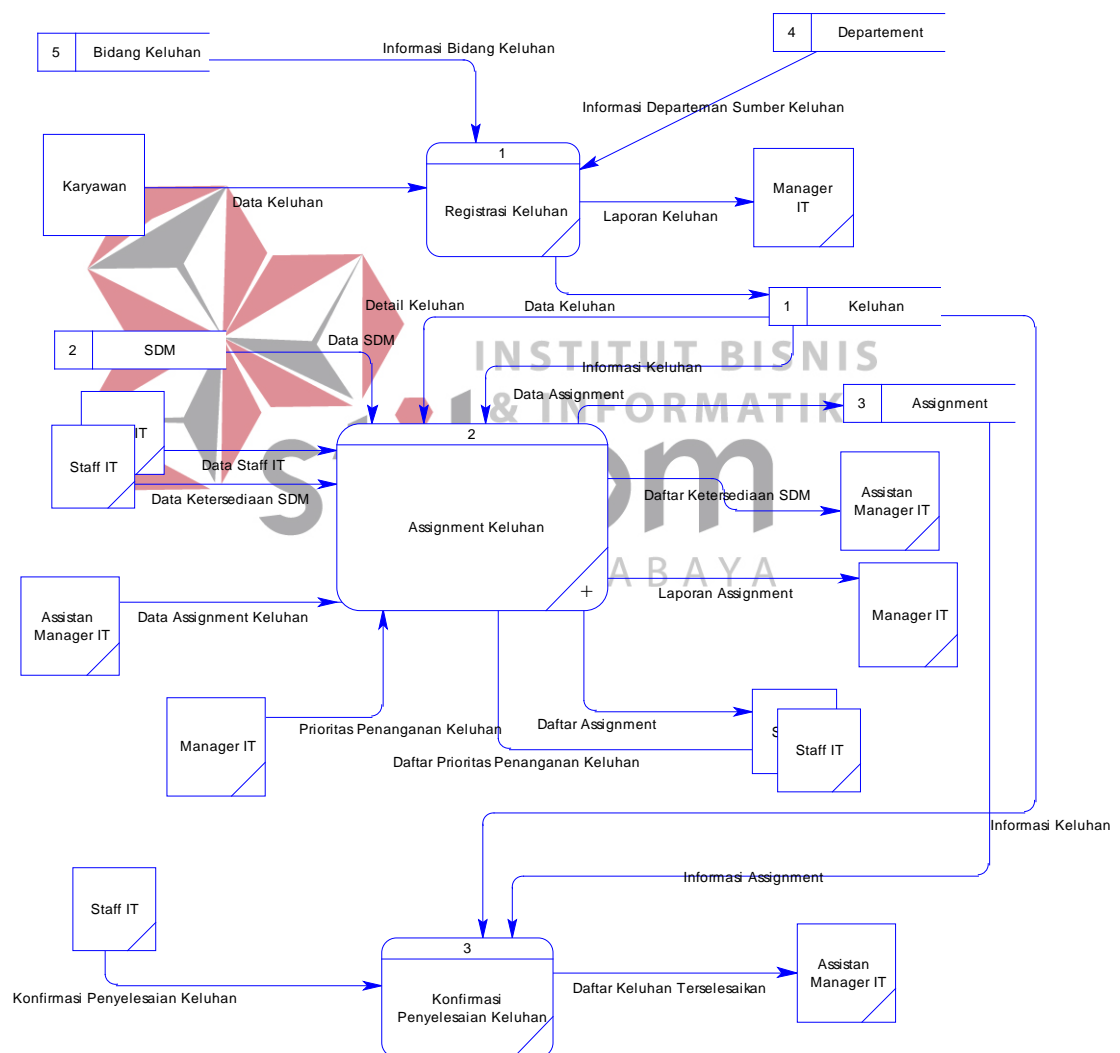 5 Bidang Keluhan
Informasi Bidang Keluhan
4 Departement
Informasi Departeman Sumber Keluhan
Karyawan
Data Keluhan
1
Registrasi Keluhan
Laporan Keluhan
Manager
IT
Detail Keluhan
Data Keluhan
1 Keluhan
2 SDM
Data SDM
INSTITUT BISNIS
Informasi Keluhan
Data Assignment
& INFORMATIKA
3 Assignment
IT
Staff IT
Data Staff IT
Data Ketersediaan SDM
2
Assignment Keluhan
+
Daftar Ketersediaan SDM
Assistan
Manager IT
SURABAYA
Laporan Assignment
Manager IT
Assistan
Manager IT
Data Assignment Keluhan
Manager IT
Prioritas Penanganan Keluhan
Daftar Assignment
Daftar Prioritas Penanganan Keluhan
S
Staff IT
Informasi Keluhan
Informasi Assignment
Staff IT
Konfirmasi Penyelesaian Keluhan
3
Konfirmasi
Penyelesaian Keluhan
Daftar Keluhan Terselesaikan
Assistan
Manager IT